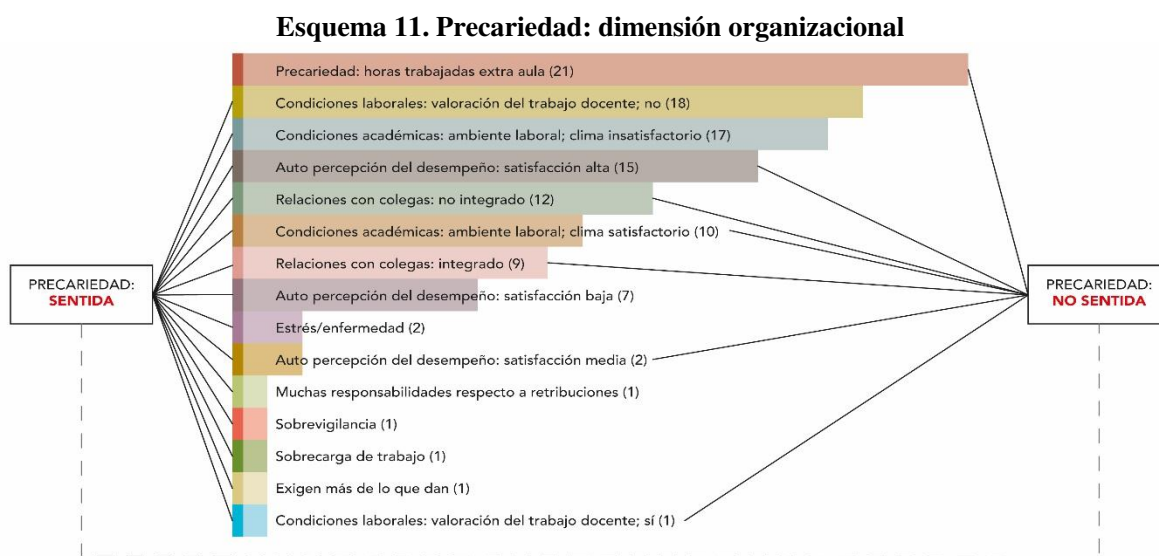 Esquema 11. Precariedad: dimensión organizacional
Precariedad: horas trabajadas extra aula (21)
Condiciones laborales: valoración del trabajo docente; no (18)
Condiciones académicas: ambiente laboral; clima insatisfactorio (17)
Auto percepción del desempeño: satisfacción alta (15)
Relaciones con colegas: no integrado (12)
Condiciones académicas: ambiente laboral; clima satisfactorio (10)
Relaciones con colegas: integrado (9)
Auto percepción del desempeño: satisfacción baja (7)
Estrés/enfermedad (2)
Auto percepción del desempeño: satisfacción media (2)
Muchas responsabilidades respecto a retribuciones (1)
Sobrevigilancia (1)
Sobrecarga de trabajo (1)
Exigen más de lo que dan (1)
Condiciones laborales: valoración del trabajo docente; sí (1)
PRECARIEDAD:
SENTIDA
PRECARIEDAD:
NO SENTIDA